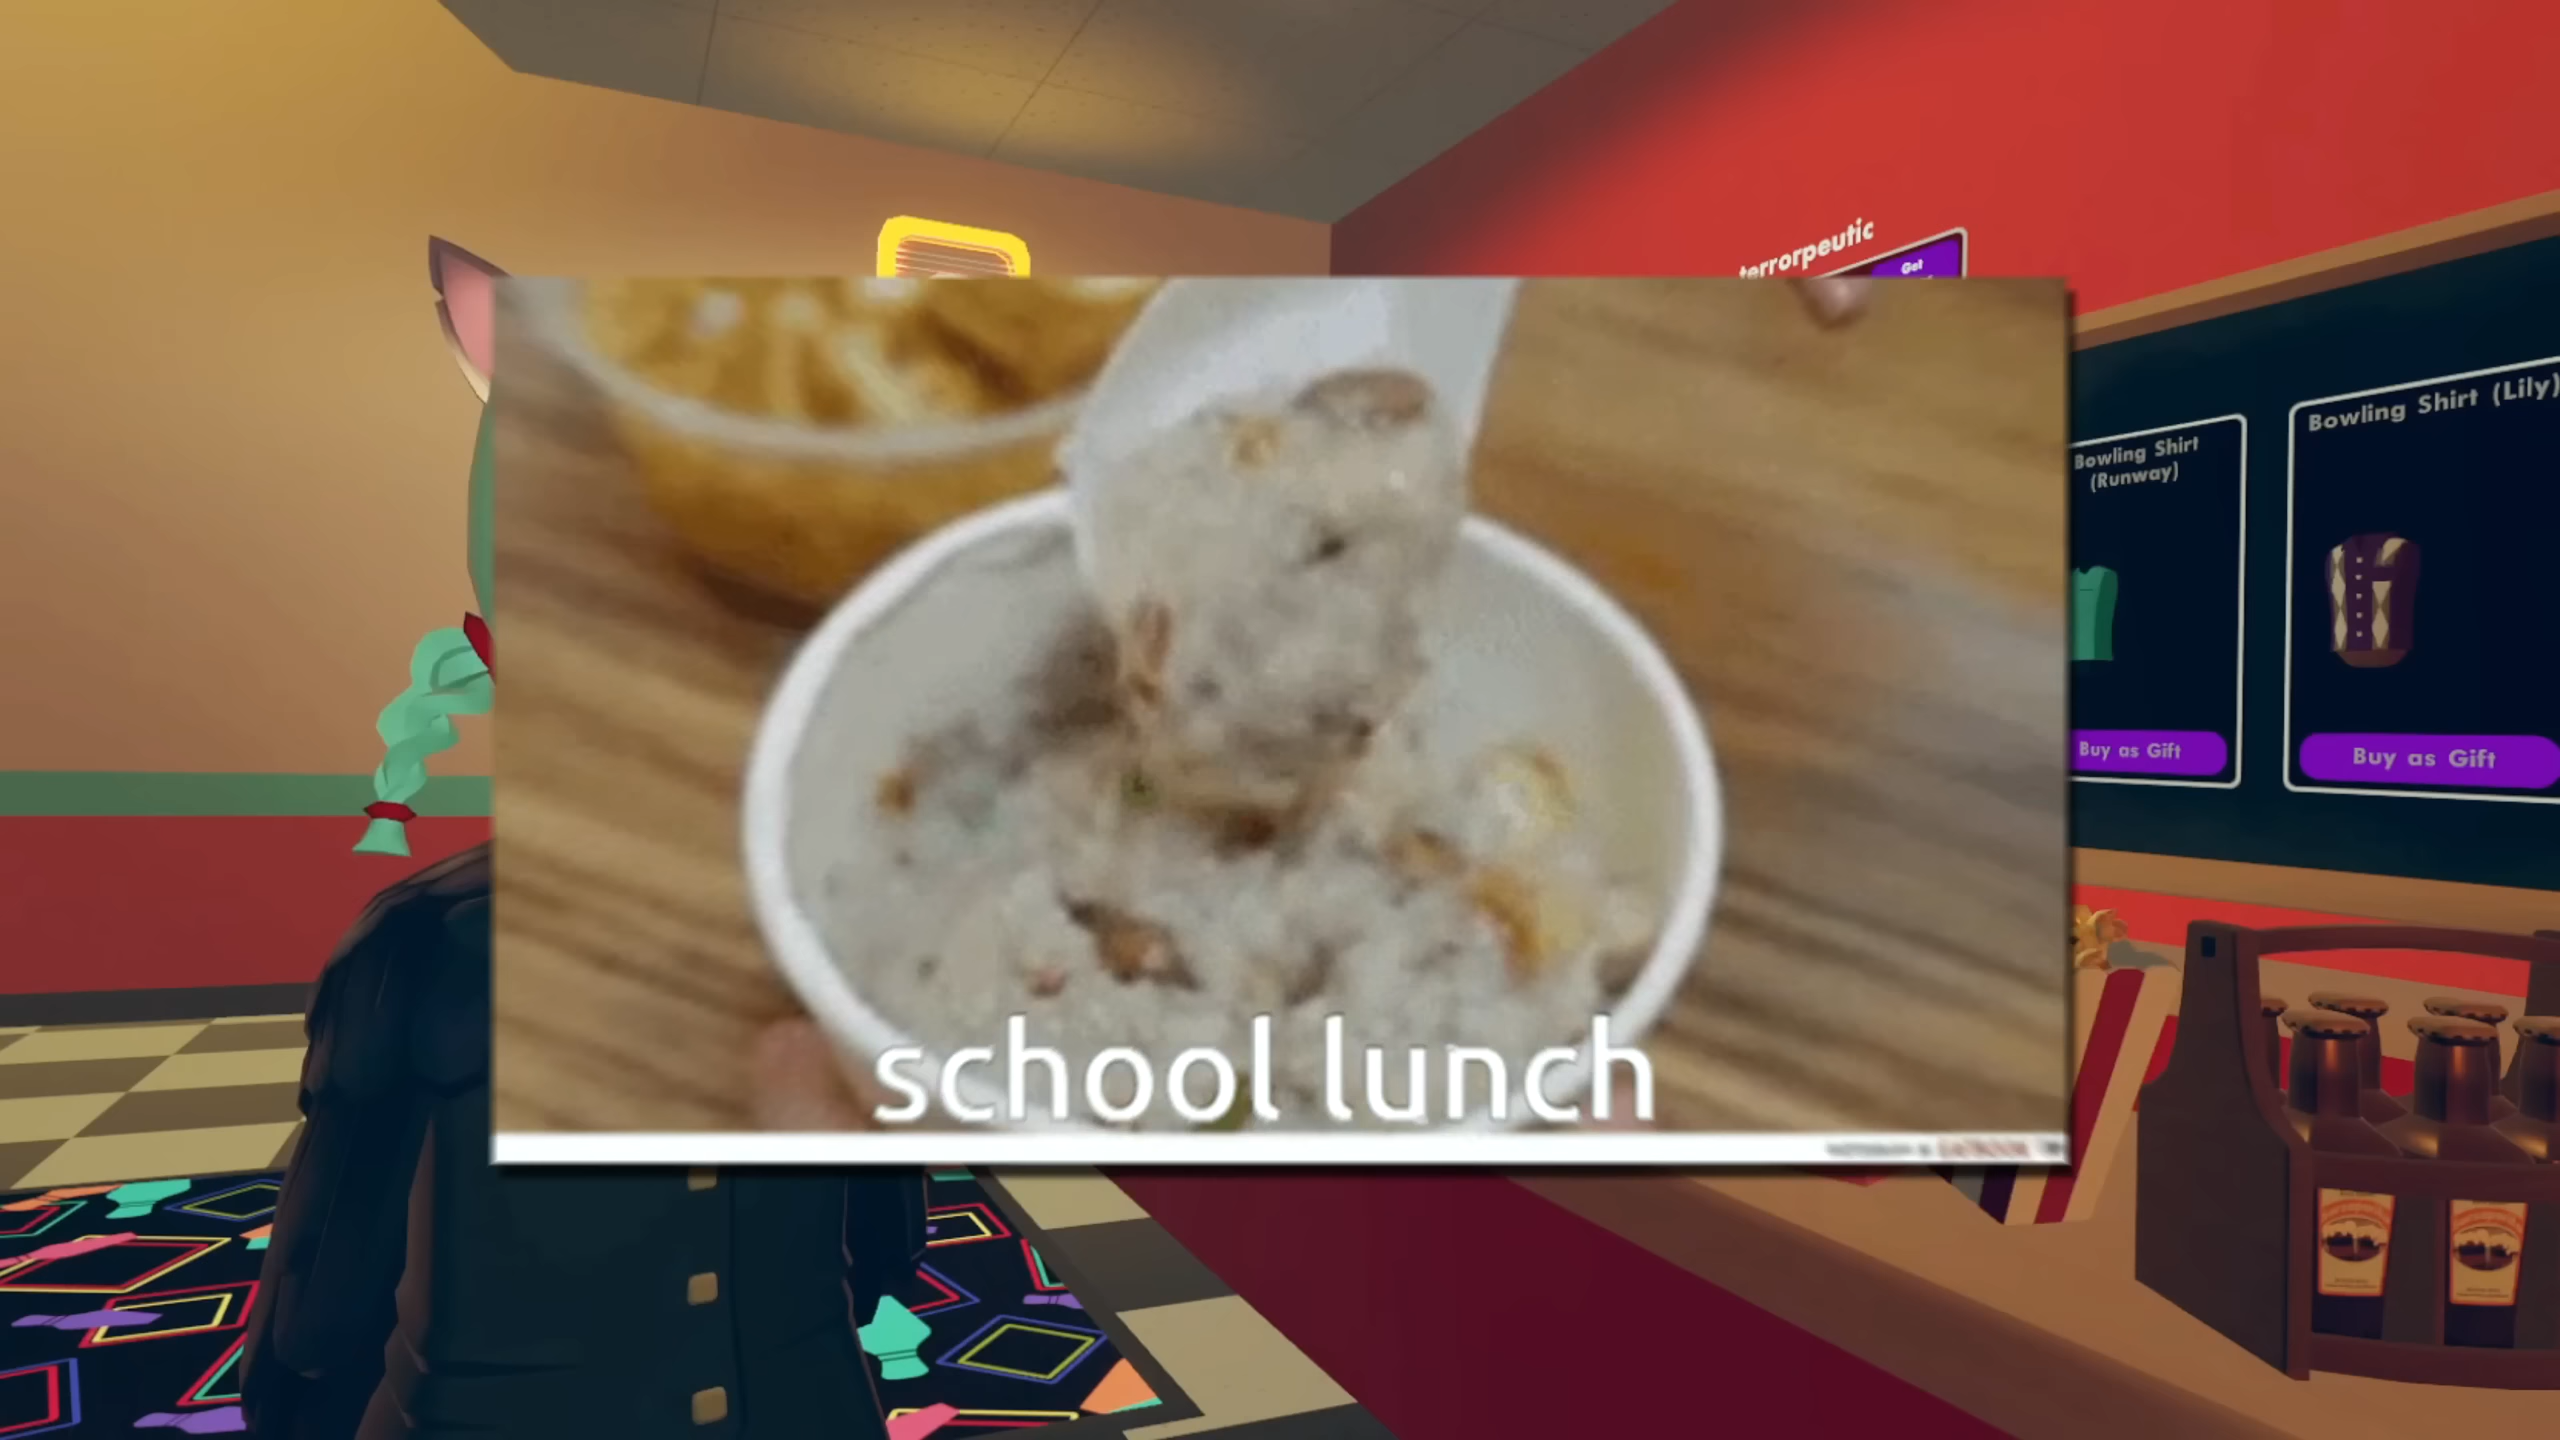 terrorpeutic
Get
Bowling Shirt
(Runway)
Buy as Gift
Bowling Shirt (Lily)
Buy as Gift
school lunch